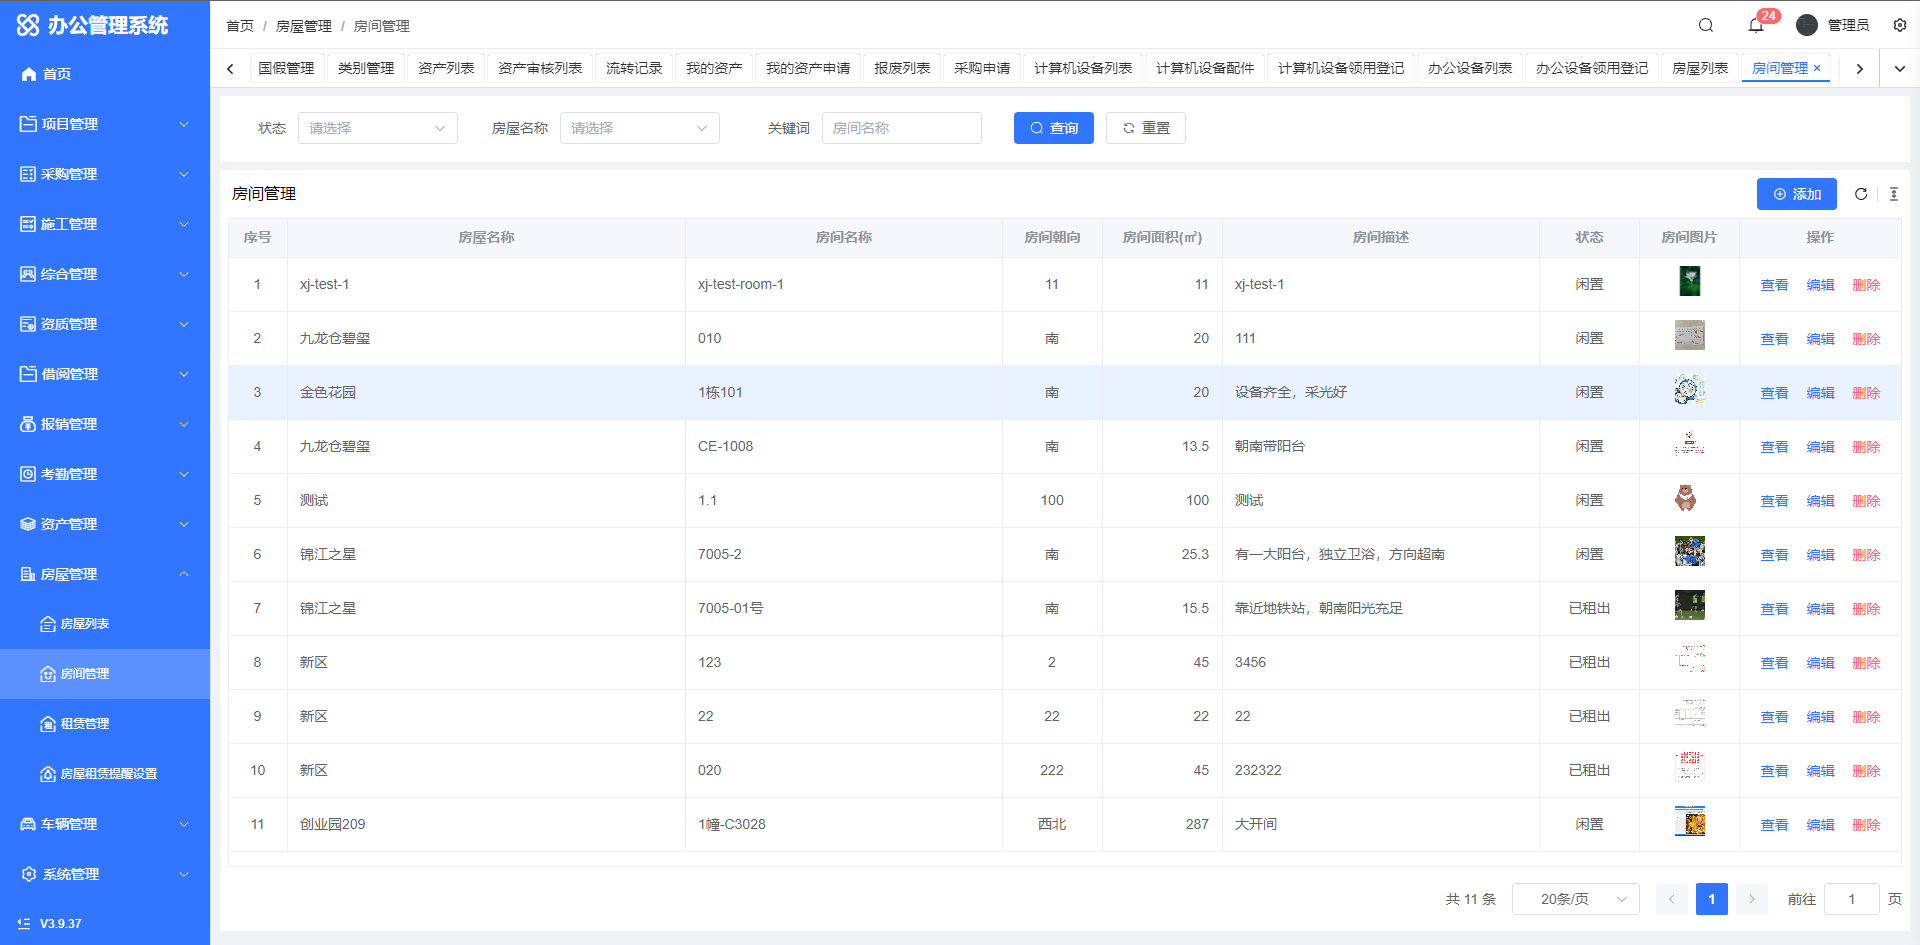 办公管理系统
首页 / 房屋管理 / 房间管理
24
管理员
首页
项目管理
采购管理
施工管理
综合管理
资质管理
借阅管理
报销管理
考勤管理
资产管理
房屋管理
房屋列表
房间管理
租赁管理
房屋租赁提醒设置
车辆管理
系统管理
V3.9.37
国假管理 类别管理 资产列表 资产审核列表 流转记录 我的资产 我的资产申请 报废列表 采购申请 计算机设备列表 计算机设备配件 计算机设备领用登记 办公设备列表 办公设备领用登记 房屋列表 房间管理 ×
状态 请选择 房屋名称 请选择 关键词 房间名称 查询 重置
房间管理 添加
序号 房屋名称 房间名称 房间朝向 房间面积(㎡) 房间描述 状态 房间图片 操作
1 xj-test-1 xj-test-room-1 11 11 xj-test-1 闲置 查看 编辑 删除
2 九龙仓碧玺 010 南 20 111 闲置 查看 编辑 删除
3 金色花园 1栋101 南 20 设备齐全，采光好 闲置 查看 编辑 删除
4 九龙仓碧玺 CE-1008 南 13.5 朝南带阳台 闲置 查看 编辑 删除
5 测试 1.1 100 100 测试 闲置 查看 编辑 删除
6 锦江之星 7005-2 南 25.3 有一大阳台，独立卫浴，方向超南 闲置 查看 编辑 删除
7 锦江之星 7005-01号 南 15.5 靠近地铁站，朝南阳光充足 已租出 查看 编辑 删除
8 新区 123 2 45 3456 已租出 查看 编辑 删除
9 新区 22 22 22 22 已租出 查看 编辑 删除
10 新区 020 222 45 232322 已租出 查看 编辑 删除
11 创业园209 1幢-C3028 西北 287 大开间 闲置 查看 编辑 删除
共 11 条 20条/页 1 前往 1 页